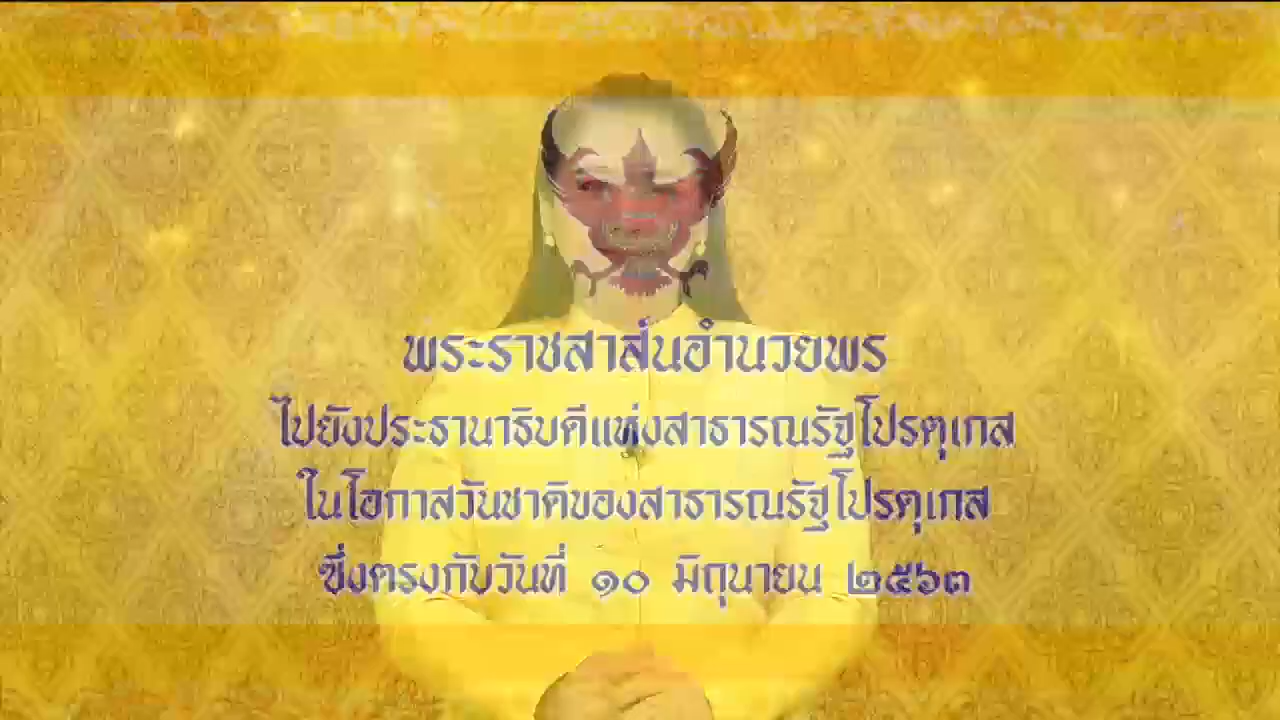 พระราชสาส์นอำนวยพร
ไปยังประธานาธิบดีแห่งสาธารณรัฐโปรตุเกส
ในโอกาสวันชาติของสาธารณรัฐโปรตุเกส
ซึ่งตรงกับวันที่ ๑๐ มิถุนายน ๒๕๖๓